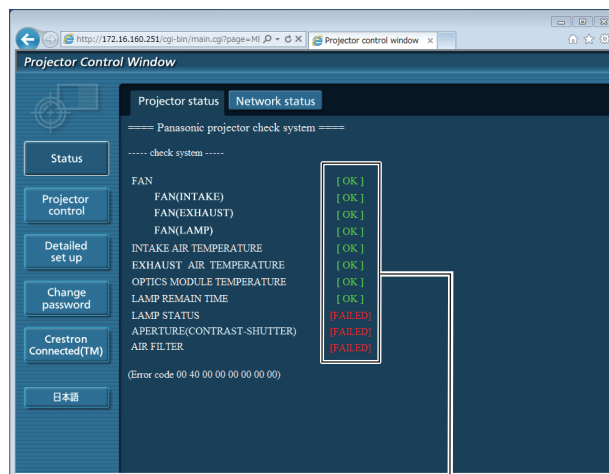 http://172.16.160.251/cgi-bin/main.cgi?page=MI
Projector control window
Projector Control Window
Projector status
Network status
==== Panasonic projector check system ====
----- check system -----
Status
FAN [ OK ]
FAN(INTAKE) [ OK ]
FAN(EXHAUST) [ OK ]
FAN(LAMP) [ OK ]
INTAKE AIR TEMPERATURE [ OK ]
EXHAUST AIR TEMPERATURE [ OK ]
OPTICS MODULE TEMPERATURE [ OK ]
LAMP REMAIN TIME [ OK ]
LAMP STATUS [FAILED]
APERTURE(CONTRAST-SHUTTER) [FAILED]
AIR FILTER [FAILED]
(Error code 00 40 00 00 00 00 00 00)
Projector
control
Detailed
set up
Change
password
Crestron
Connected(TM)
日本語